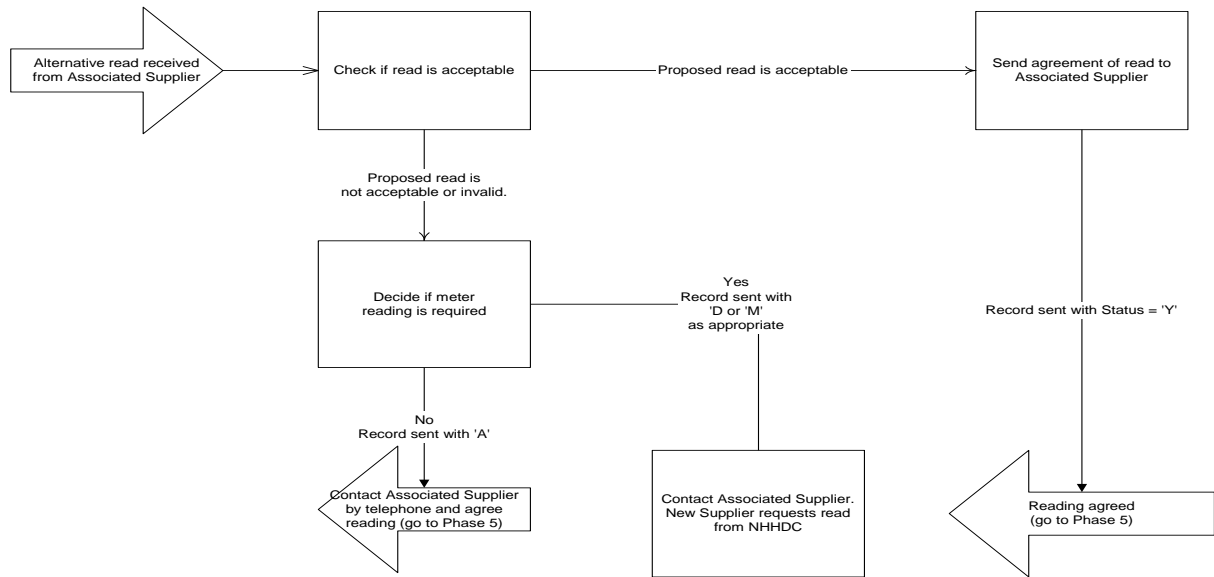 Alternative read received
from Associated Supplier
Check if read is acceptable
Proposed read is acceptable
Send agreement of read to
Associated Supplier
Proposed read is
not acceptable or invalid.
Decide if meter
reading is required
Yes
Record sent with
'D or 'M'
as appropriate
Record sent with Status = 'Y'
No
Record sent with 'A'
Contact Associated Supplier
by telephone and agree
reading (go to Phase 5)
Contact Associated Supplier.
New Supplier requests read
from NHHDC
Reading agreed
(go to Phase 5)